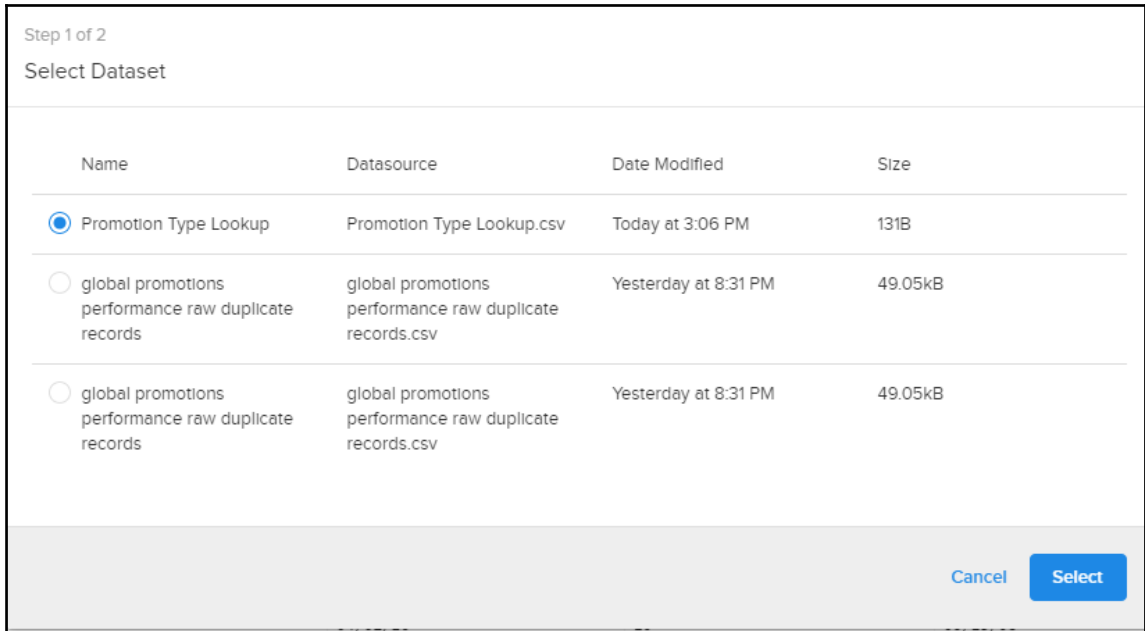 Step 1 of 2
Select Dataset
Name Datasource Date Modified Size
Promotion Type Lookup Promotion Type Lookup.csv Today at 3:06 PM 131B
global promotions global promotions Yesterday at 8:31 PM 49.05kB
performance raw duplicate performance raw duplicate
records records.csv
global promotions global promotions Yesterday at 8:31 PM 49.05kB
performance raw duplicate performance raw duplicate
records records.csv
Cancel Select